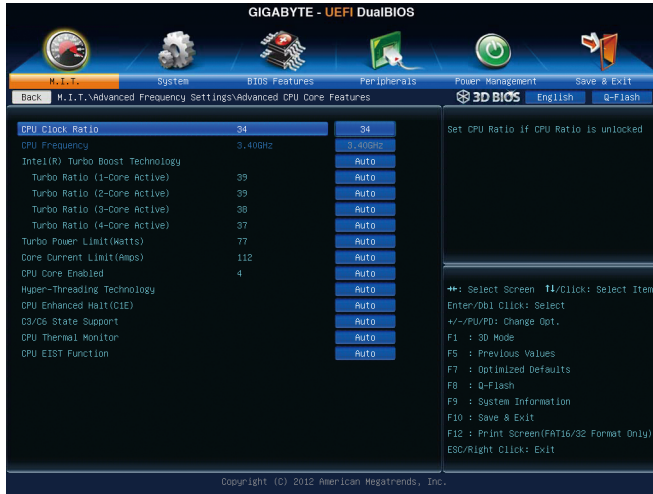 GIGABYTE - UEFI DualBIOS
M.I.T. System BIOS Features Peripherals Power Management Save & Exit
Back M.I.T.\Advanced Frequency Settings\Advanced CPU Core Features 3D BIOS English Q-Flash
CPU Clock Ratio 34 34
CPU Frequency 3.40GHz 3.40GHz
Intel(R) Turbo Boost Technology Auto
Turbo Ratio (1-Core Active) 39 Auto
Turbo Ratio (2-Core Active) 39 Auto
Turbo Ratio (3-Core Active) 38 Auto
Turbo Ratio (4-Core Active) 37 Auto
Turbo Power Limit(Watts) 77 Auto
Core Current Limit(Amps) 112 Auto
CPU Core Enabled 4 Auto
Hyper-Threading Technology Auto
CPU Enhanced Halt(C1E) Auto
C3/C6 State Support Auto
CPU Thermal Monitor Auto
CPU EIST Function Auto
Set CPU Ratio if CPU Ratio is unlocked
→←: Select Screen ↑↓/Click: Select Item
Enter/Dbl Click: Select
+/-/PU/PD: Change Opt.
F1 : 3D Mode
F5 : Previous Values
F7 : Optimized Defaults
F8 : Q-Flash
F9 : System Information
F10 : Save & Exit
F12 : Print Screen(FAT16/32 Format Only)
ESC/Right Click: Exit
Copyright (C) 2012 American Megatrends, Inc.